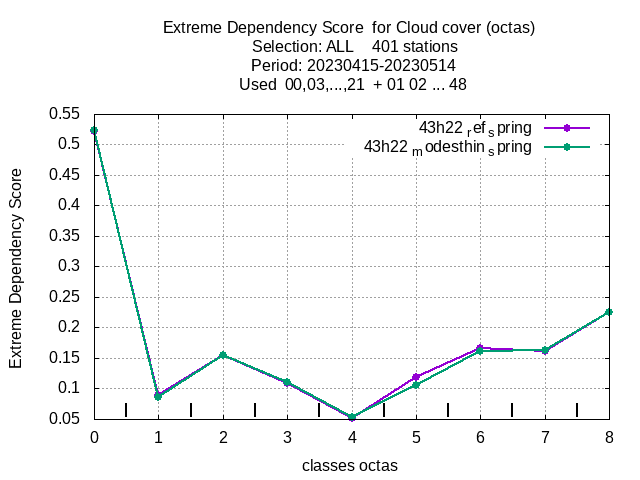 Extreme Dependency Score for Cloud cover (octas)
Selection: ALL 401 stations
Period: 20230415-20230514
Used 00,03,...,21 + 01 02 ... 48
43h22 ref spring
43h22 modesthin spring
0.55
0.5
0.45
0.4
0.35
0.3
0.25
0.2
0.15
0.1
0.05
Extreme Dependency Score
0 1 2 3 4 5 6 7 8
classes octas